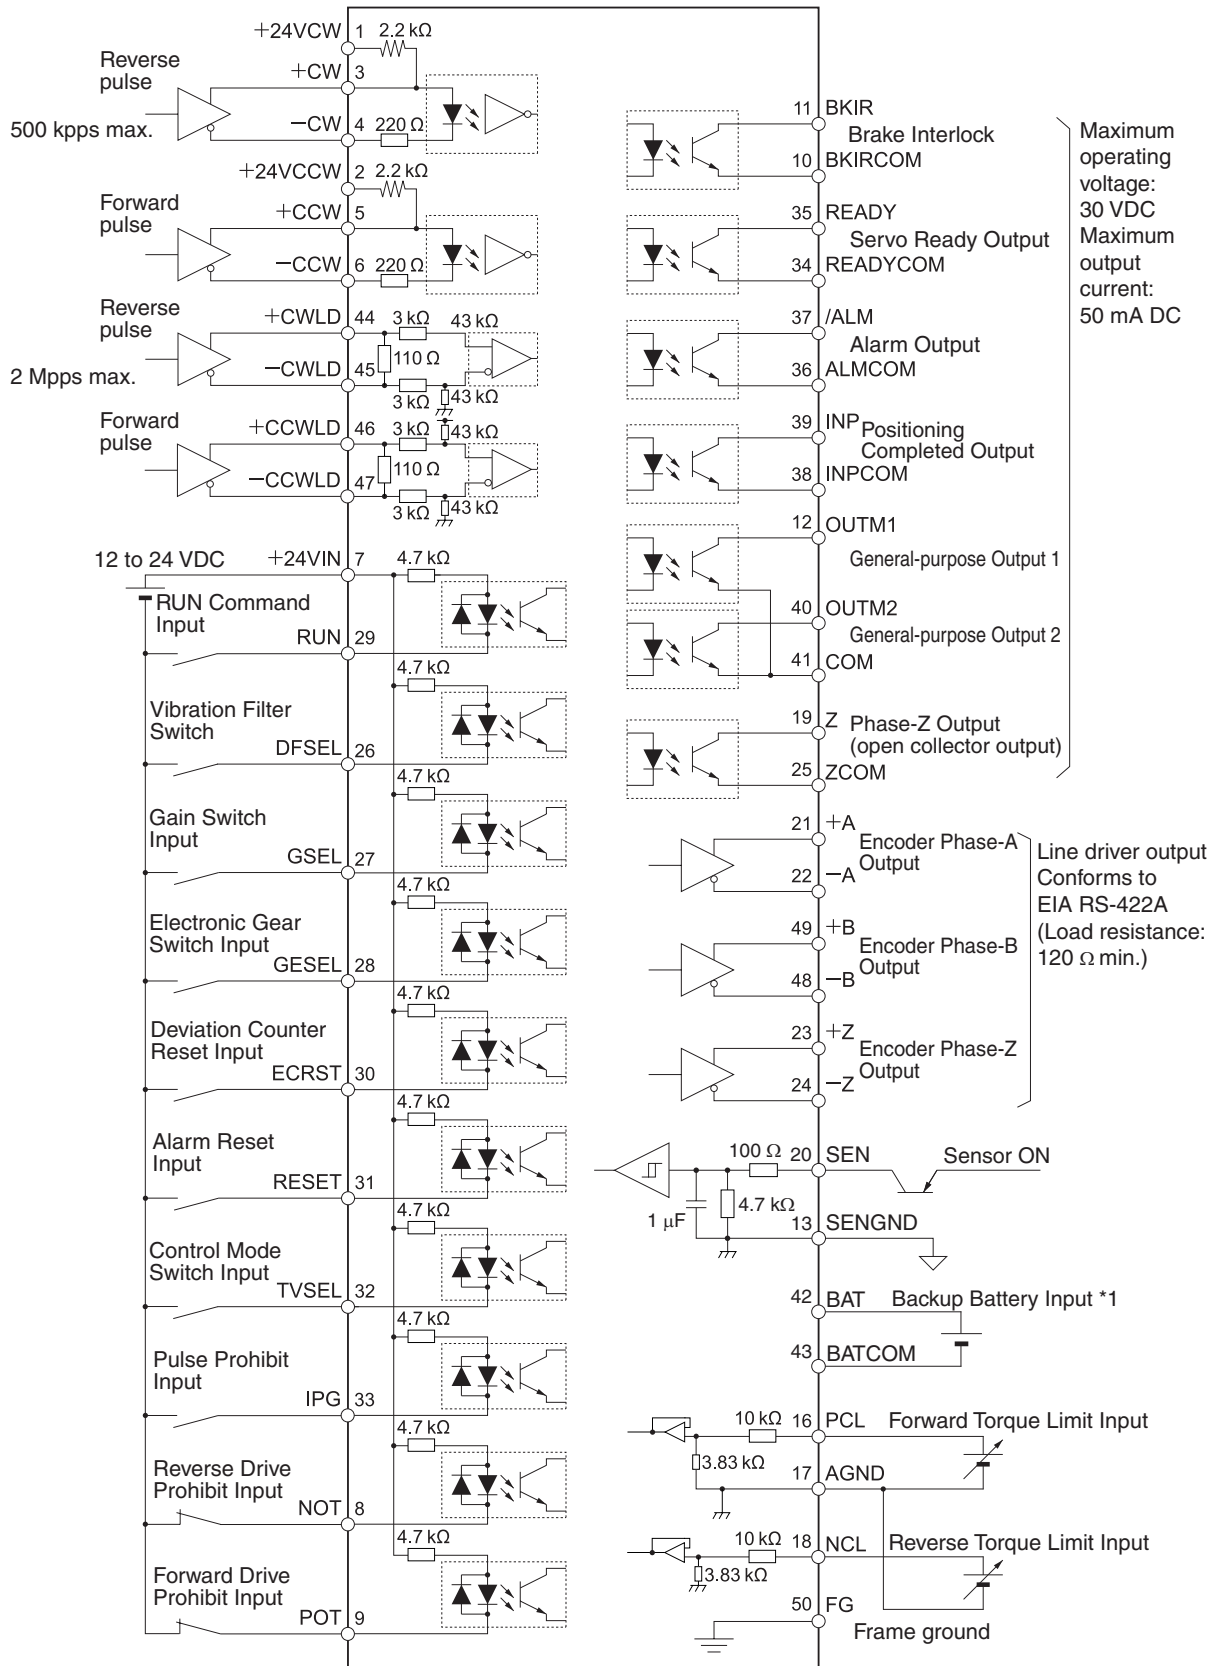 +24VCW 1 2.2 kΩ
Reverse
pulse
+CW 3
500 kpps max.
−CW 4 220 Ω
+24VCCW 2 2.2 kΩ
Forward
pulse
+CCW 5
−CCW 6 220 Ω
Reverse
pulse
+CWLD 44 3 kΩ 43 kΩ
110 Ω
2 Mpps max.
−CWLD 45
3 kΩ 43 kΩ
Forward
pulse
+CCWLD 46 3 kΩ 43 kΩ
110 Ω
−CCWLD 47
3 kΩ 43 kΩ
12 to 24 VDC +24VIN 7 4.7 kΩ
RUN Command
Input
RUN 29
4.7 kΩ
Vibration Filter
Switch
DFSEL 26
4.7 kΩ
Gain Switch
Input
GSEL 27
4.7 kΩ
Electronic Gear
Switch Input
GESEL 28
4.7 kΩ
Deviation Counter
Reset Input
ECRST 30
4.7 kΩ
Alarm Reset
Input
RESET 31
4.7 kΩ
Control Mode
Switch Input
TVSEL 32
4.7 kΩ
Pulse Prohibit
Input
IPG 33
4.7 kΩ
Reverse Drive
Prohibit Input
NOT 8
4.7 kΩ
Forward Drive
Prohibit Input
POT 9
11 BKIR
Brake Interlock
10 BKIRCOM
35 READY
Servo Ready Output
34 READYCOM
37 /ALM
Alarm Output
36 ALMCOM
39 INP
Positioning
Completed Output
38 INPCOM
12 OUTM1
General-purpose Output 1
40 OUTM2
General-purpose Output 2
41 COM
19 Z
Phase-Z Output
(open collector output)
25 ZCOM
Maximum
operating
voltage:
30 VDC
Maximum
output
current:
50 mA DC
21 +A
Encoder Phase-A
Output
22 −A
49 +B
Encoder Phase-B
Output
48 −B
23 +Z
Encoder Phase-Z
Output
24 −Z
Line driver output
Conforms to
EIA RS-422A
(Load resistance:
120 Ω min.)
100 Ω 20 SEN Sensor ON
4.7 kΩ
1 μF
13 SENGND
42 BAT Backup Battery Input *1
43 BATCOM
10 kΩ 16 PCL Forward Torque Limit Input
3.83 kΩ
17 AGND
10 kΩ 18 NCL Reverse Torque Limit Input
3.83 kΩ
50 FG
Frame ground